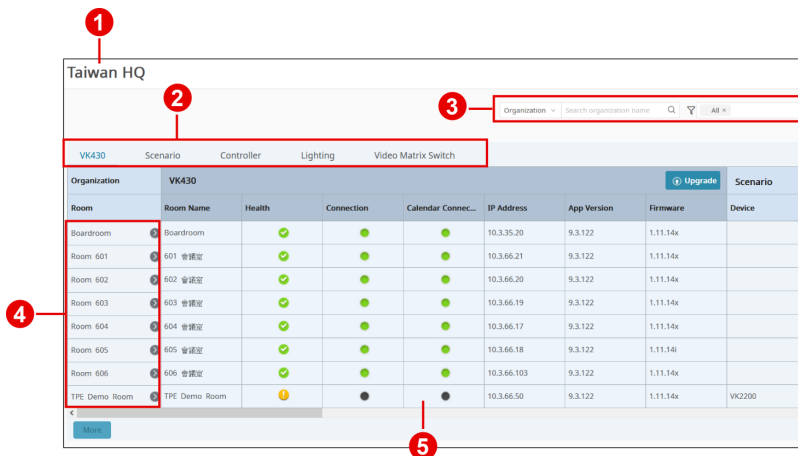 1
Taiwan HQ
2
3
Organization Search organization name All ×
VK430 Scenario Controller Lighting Video Matrix Switch
Organization VK430 Upgrade Scenario
Room Room Name Health Connection Calendar Connec... IP Address App Version Firmware Device
Boardroom Boardroom 10.3.35.20 9.3.122 1.11.14x
Room 601 601 會議室 10.3.66.21 9.3.122 1.11.14x
Room 602 602 會議室 10.3.66.20 9.3.122 1.11.14x
Room 603 603 會議室 10.3.66.19 9.3.122 1.11.14x
4
Room 604 604 會議室 10.3.66.17 9.3.122 1.11.14x
Room 605 605 會議室 10.3.66.18 9.3.122 1.11.14i
Room 606 606 會議室 10.3.66.103 9.3.122 1.11.14x
TPE Demo Room TPE Demo Room 10.3.66.50 9.3.122 1.11.14x VK2200
More
5